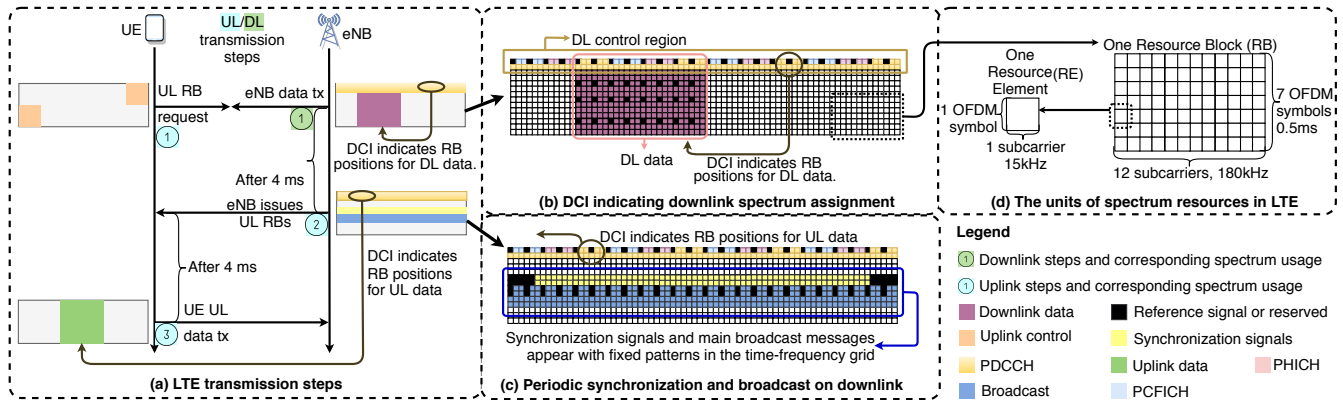 UE
UL/DL
transmission
steps
eNB
UL RB
request
1
eNB data tx
1
DCI indicates RB
positions for DL data.
After 4 ms
eNB issues
UL RBs
2
DCI indicates
RB positions
for UL data
After 4 ms
UE UL
data tx
3
(a) LTE transmission steps
DL control region
DL data
DCI indicates RB
positions for DL data.
(b) DCI indicating downlink spectrum assignment
DCI indicates RB positions for UL data
Synchronization signals and main broadcast messages
appear with fixed patterns in the time-frequency grid
(c) Periodic synchronization and broadcast on downlink
One
Resource
Element
(RE)
1 OFDM
symbol
1 subcarrier
15kHz
One Resource Block (RB)
7 OFDM
symbols
0.5ms
12 subcarriers, 180kHz
(d) The units of spectrum resources in LTE
Legend
1 Downlink steps and corresponding spectrum usage
1 Uplink steps and corresponding spectrum usage
Downlink data
Reference signal or reserved
Uplink control
Synchronization signals
PDCCH
Uplink data
PHICH
Broadcast
PCFICH